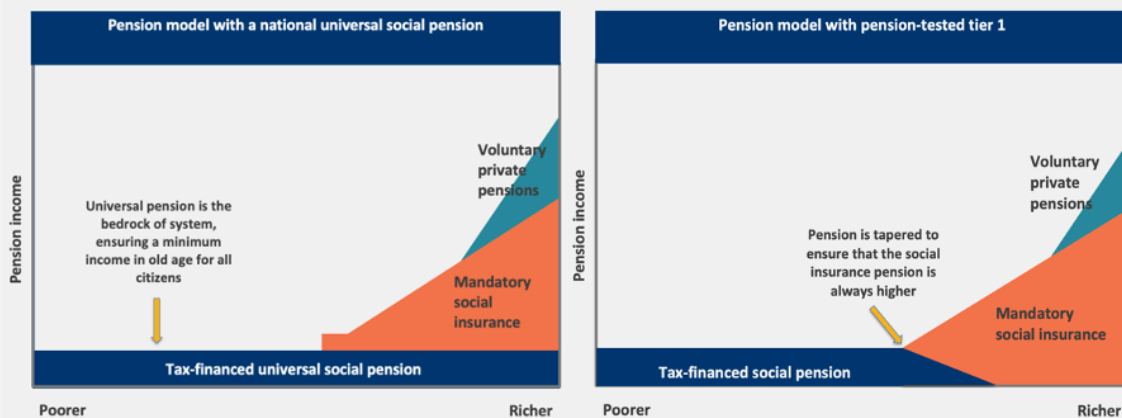 Pension model with a national universal social pension
Pension income
Voluntary
private
pensions
Universal pension is the
bedrock of system,
ensuring a minimum
income in old age for all
citizens
Mandatory
social
insurance
Tax-financed universal social pension
Poorer
Richer
Pension model with pension-tested tier 1
Pension income
Voluntary
private
pensions
Pension is tapered to
ensure that the social
insurance pension is
always higher
Mandatory
social insurance
Tax-financed social pension
Poorer
Richer